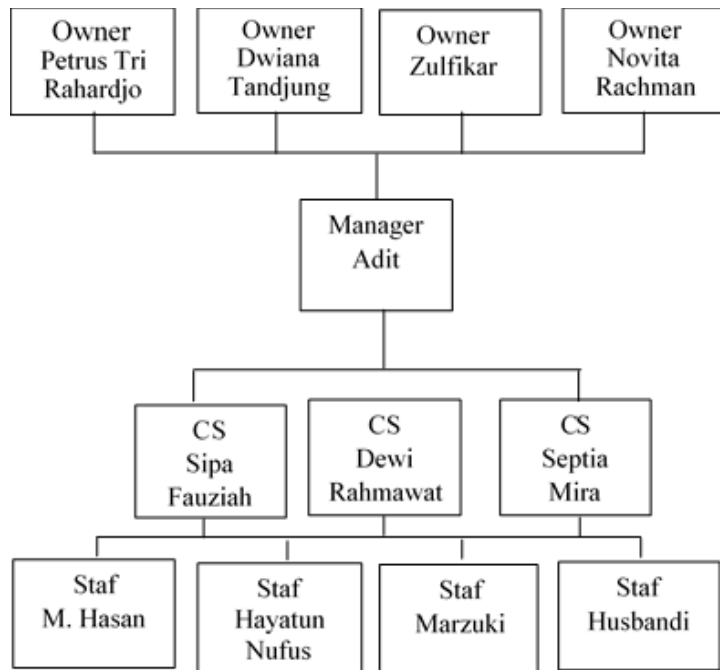 Owner
Petrus Tri
Rahardjo
Owner
Dwiana
Tandjung
Owner
Zulfikar
Owner
Novita
Rachman
Manager
Adit
CS
Sipa
Fauziah
CS
Dewi
Rahmawat
CS
Septia
Mira
Staf
M. Hasan
Staf
Hayatun
Nufus
Staf
Marzuki
Staf
Husbandi